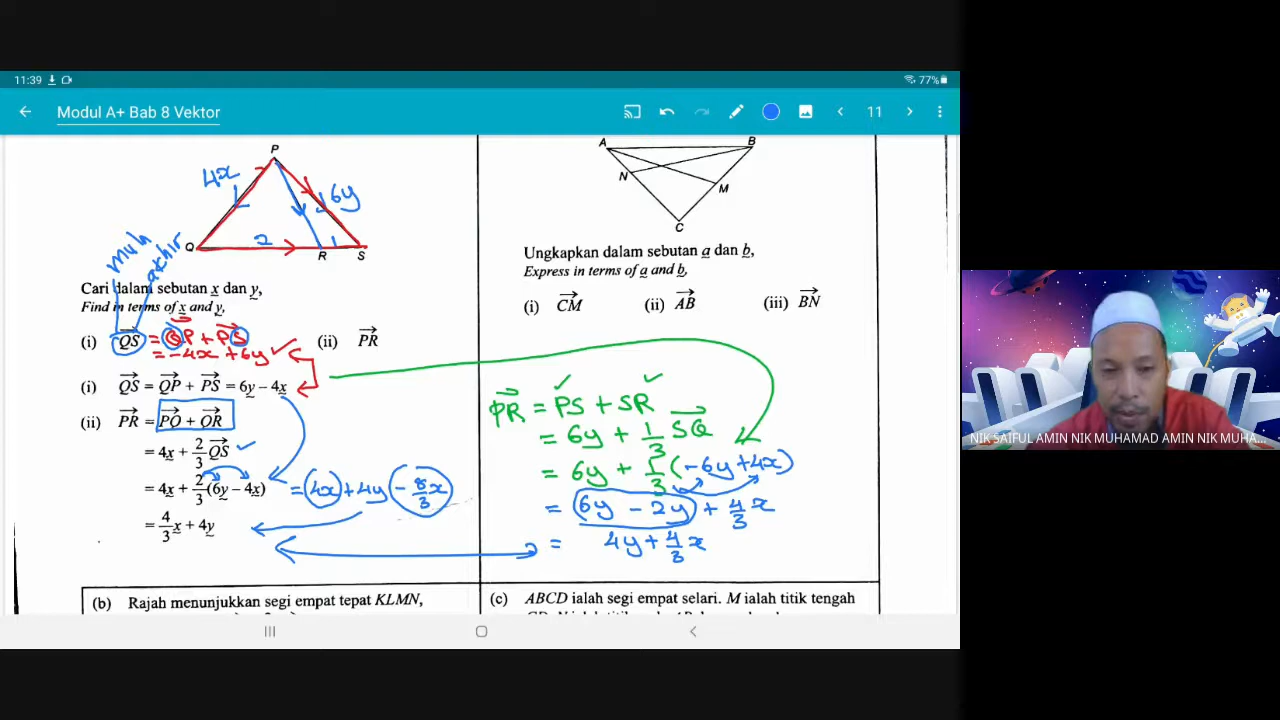 11:39
77%
Modul A+ Bab 8 Vektor
11
P
4x
6y
Q
2
R
1
S
mula
akhir
Cari dalam sebutan x dan y,
Find in terms of x and y,
(i) QS = QP + PS
= -4x + 6y
(ii) PR
(i) QS = QP + PS = 6y – 4x
(ii) PR = PQ + QR
= 4x + 2/3 QS
= 4x + 2/3 (6y – 4x) = 4x + 4y - 8/3 x
= 4/3 x + 4y
A
B
N
M
C
Ungkapkan dalam sebutan a dan b,
Express in terms of a and b,
(i) CM (ii) AB (iii) BN
PR = PS + SR
= 6y + 1/3 SQ
= 6y + 1/3 (-6y + 4x)
= 6y - 2y + 4/3 x
= 4y + 4/3 x
(b) Rajah menunjukkan segi empat tepat KLMN,
(c) ABCD ialah segi empat selari. M ialah titik tengah
NIK SAIFUL AMIN NIK MUHAMAD AMIN NIK MUHA...